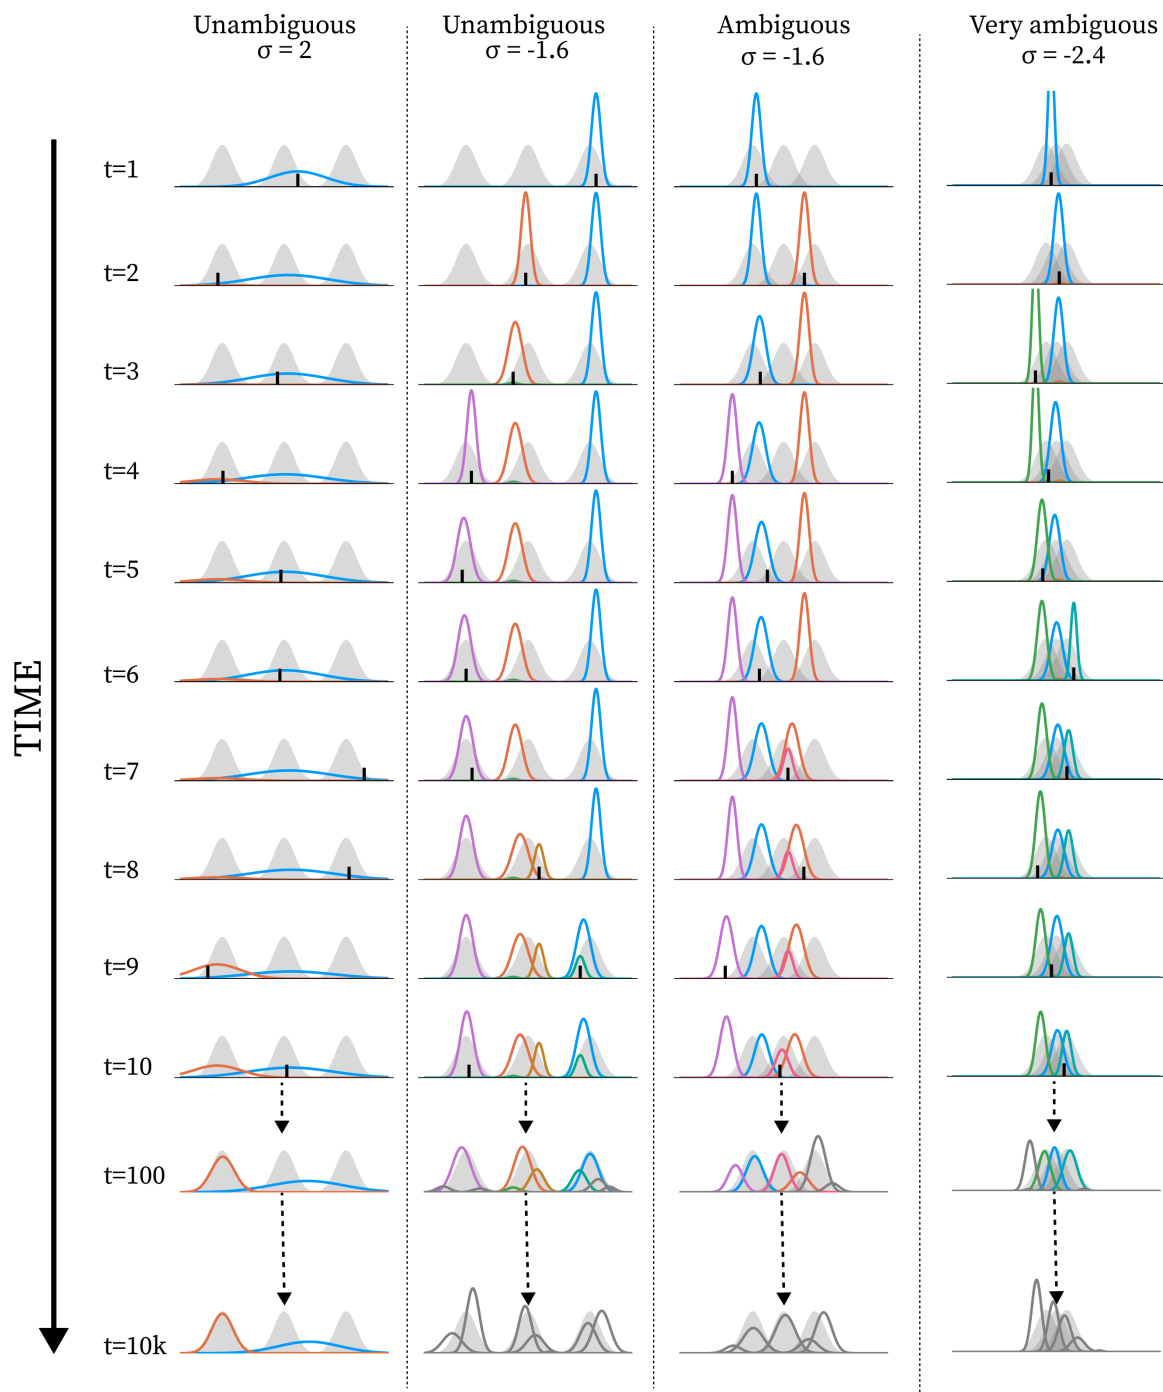 Unambiguous
σ = 2
Unambiguous
σ = -1.6
Ambiguous
σ = -1.6
Very ambiguous
σ = -2.4
TIME
t=1
t=2
t=3
t=4
t=5
t=6
t=7
t=8
t=9
t=10
t=100
t=10k